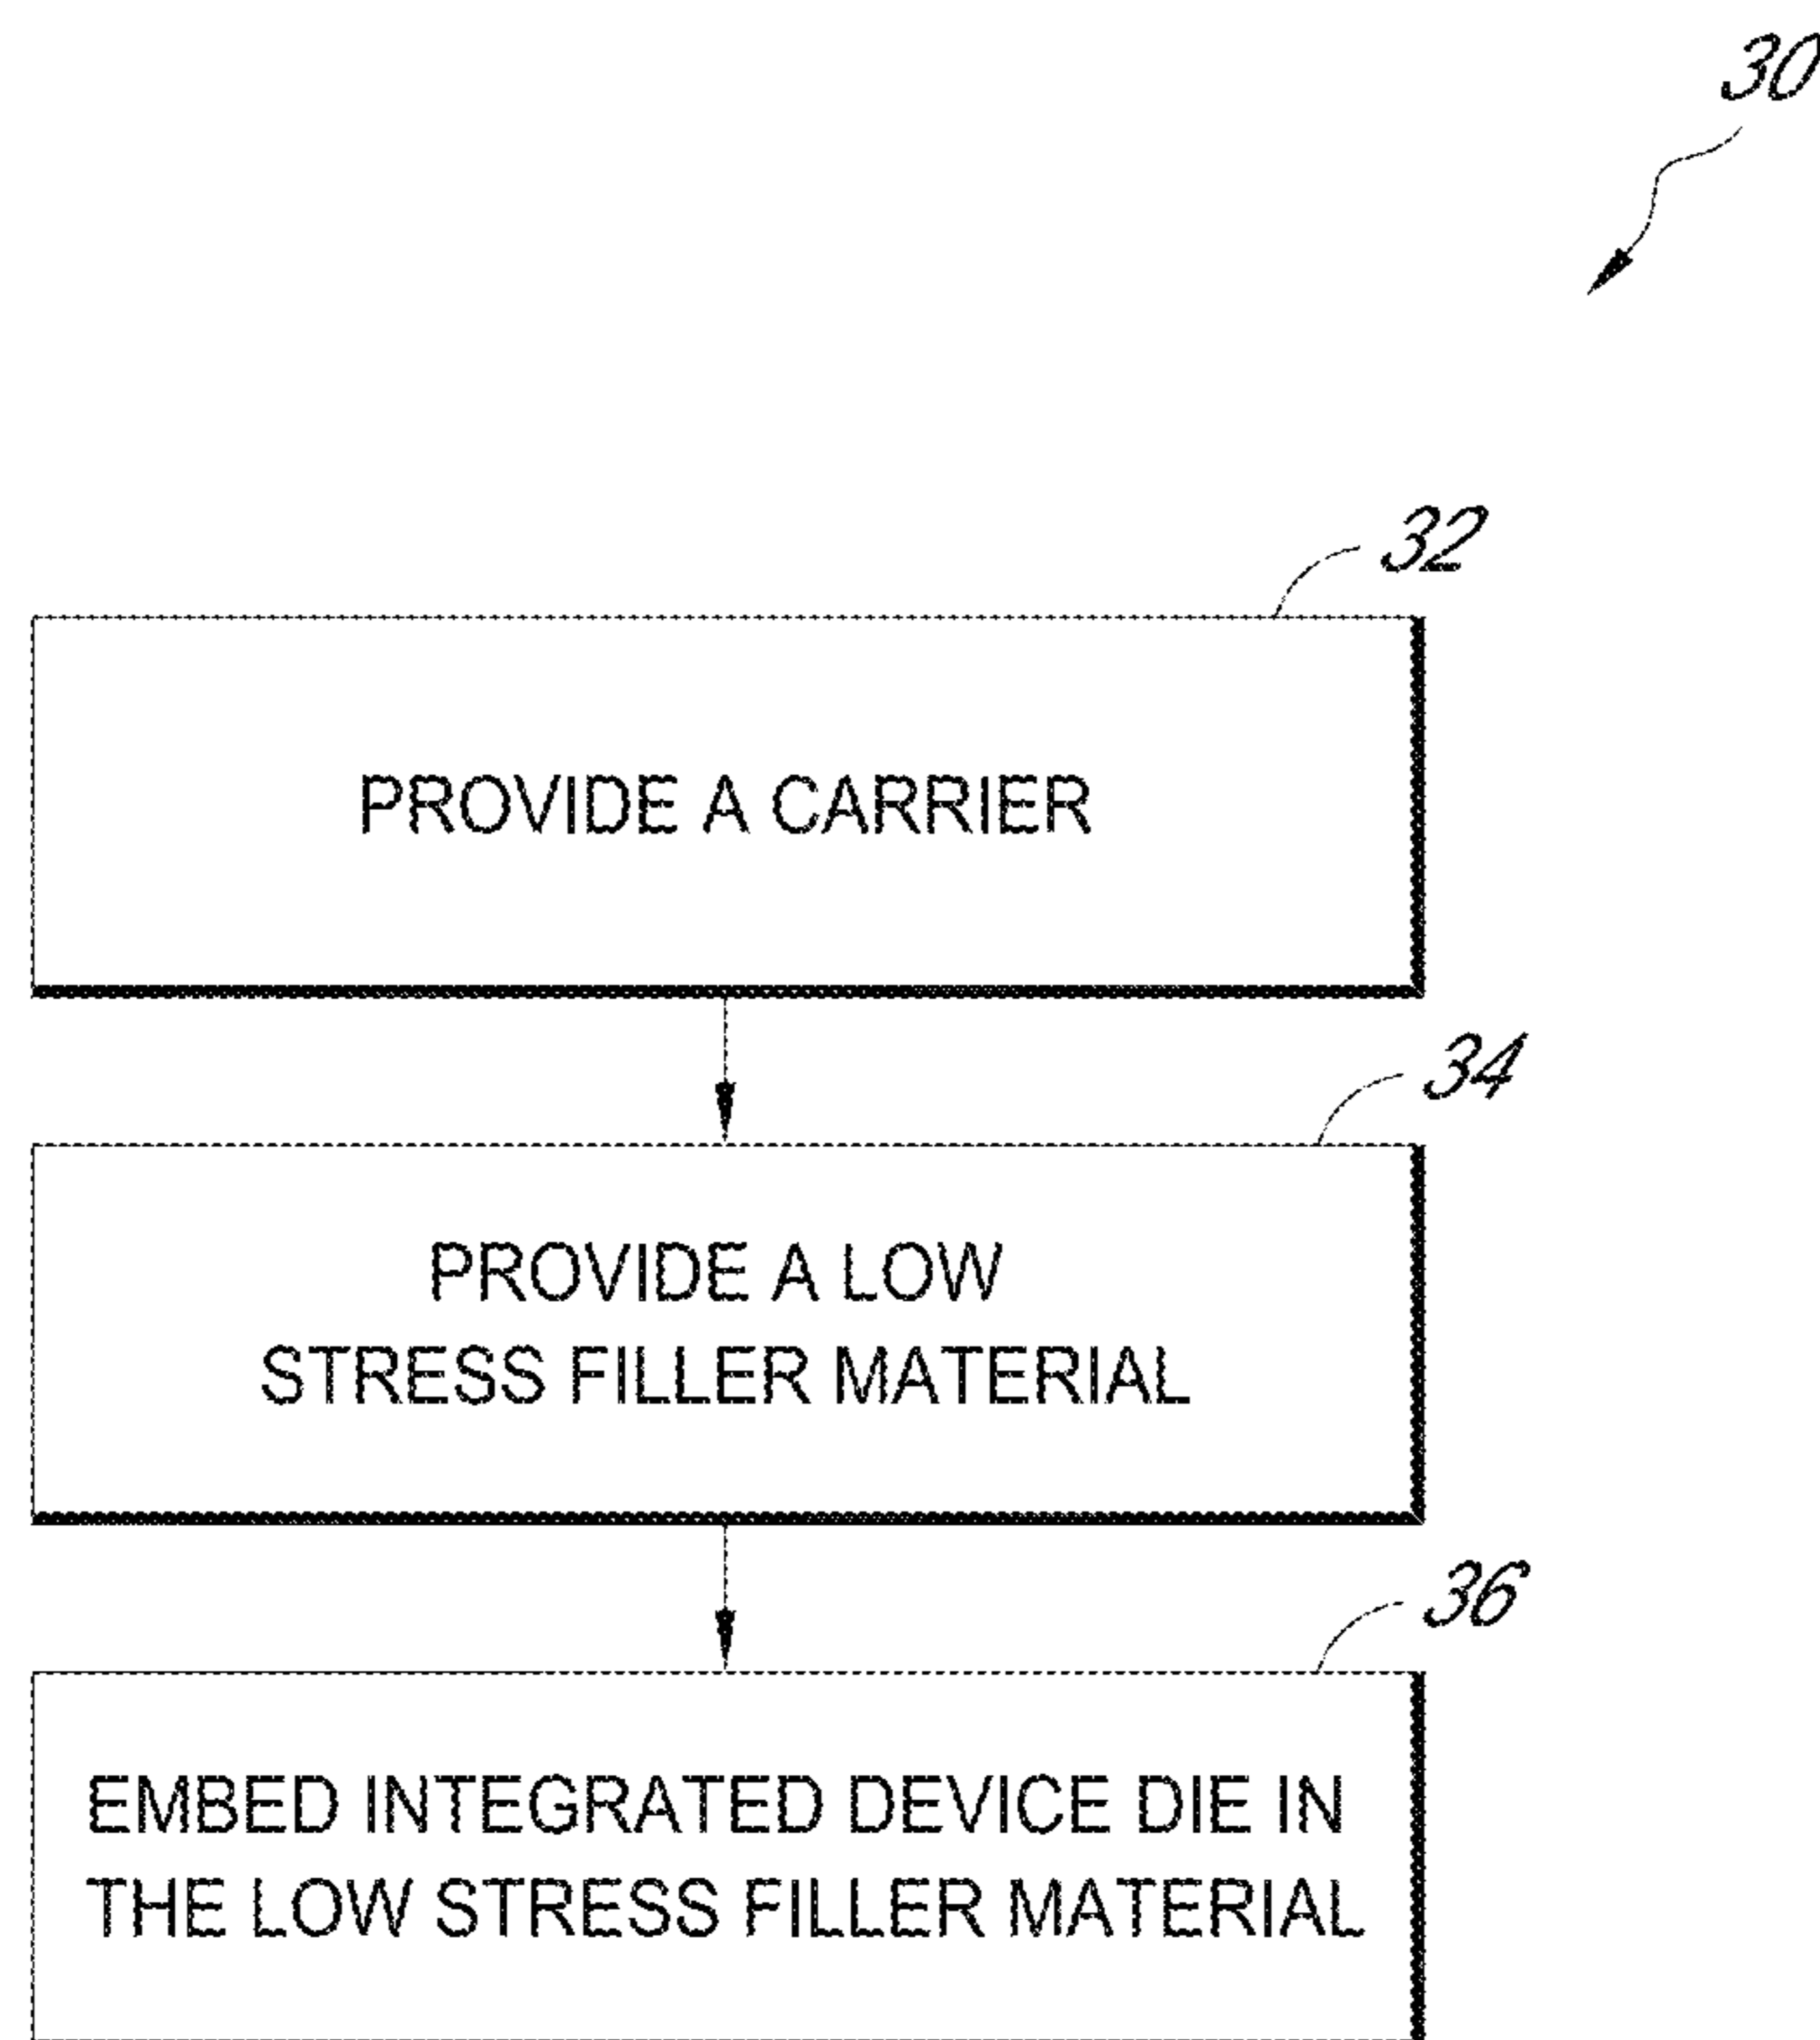 30
32
PROVIDE A CARRIER
34
PROVIDE A LOW
STRESS FILLER MATERIAL
36
EMBED INTEGRATED DEVICE DIE IN
THE LOW STRESS FILLER MATERIAL